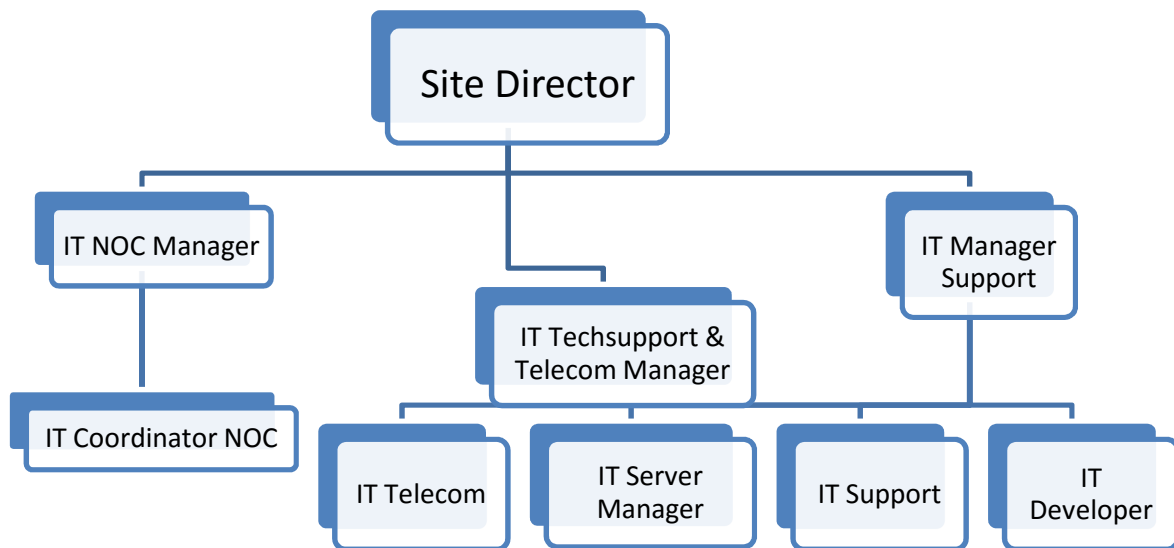 Site Director
IT NOC Manager
IT Manager
Support
IT Techsupport &
Telecom Manager
IT Coordinator NOC
IT Telecom
IT Server
Manager
IT Support
IT
Developer